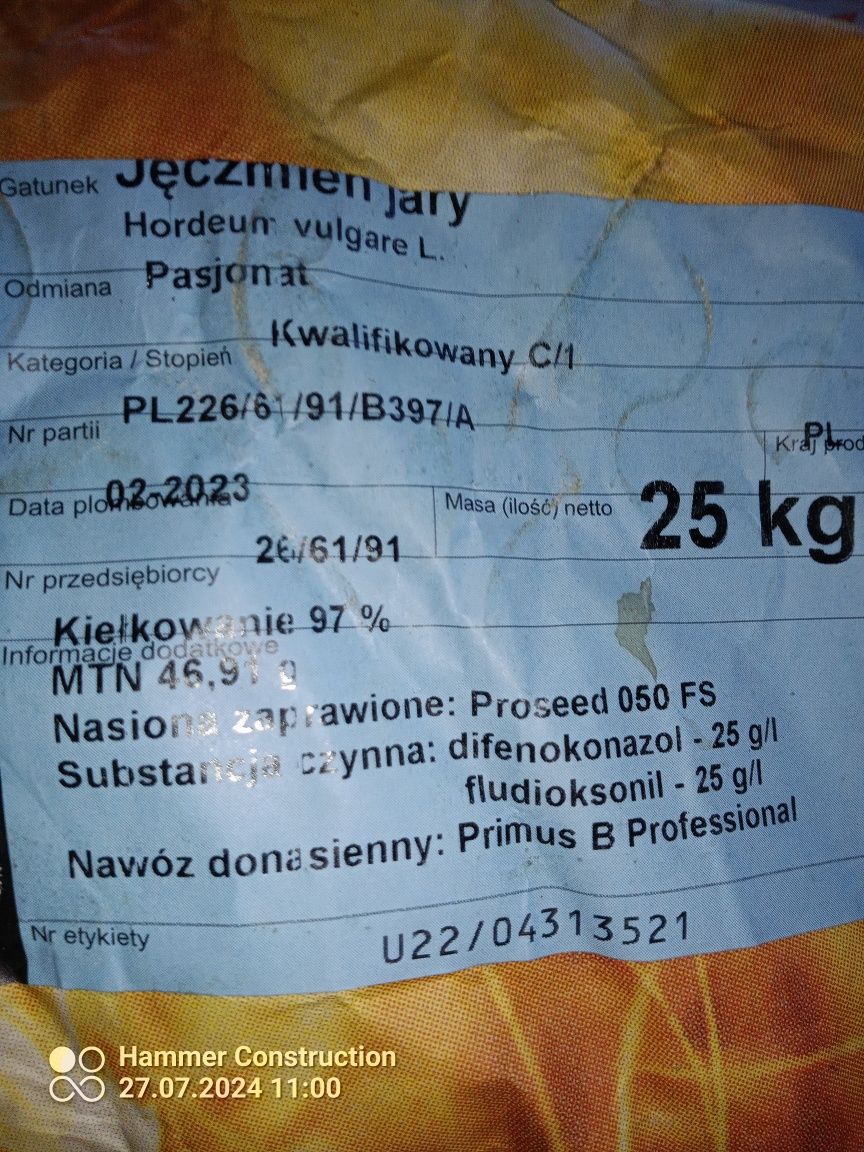 Gatunek Jęczmień jary
Hordeum vulgare L.
Odmiana Pasjonat
Kategoria / Stopień Kwalifikowany C/1
Nr partii PL226/61/91/B397/A
Kraj prod PL
Data plombowania 02-2023
Masa (ilość) netto 25 kg
Nr przedsiębiorcy 26/61/91
Kiełkowanie 97 %
Informacje dodatkowe
MTN 46,91 g
Nasiona zaprawione: Proseed 050 FS
Substancja czynna: difenokonazol - 25 g/l
fludioksonil - 25 g/l
Nawóz donasienny: Primus B Professional
Nr etykiety U22/04313521
Hammer Construction
27.07.2024 11:00